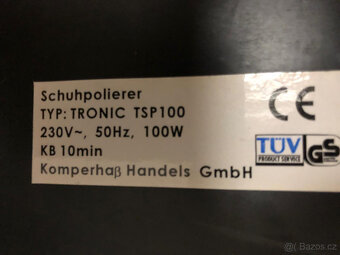 Schuhpolierer
TYP: TRONIC TSP100
230V~, 50Hz, 100W
KB 10min
Komperhaß Handels GmbH
CE
TÜV
PRODUCT SERVICE
GS
Bazos.cz